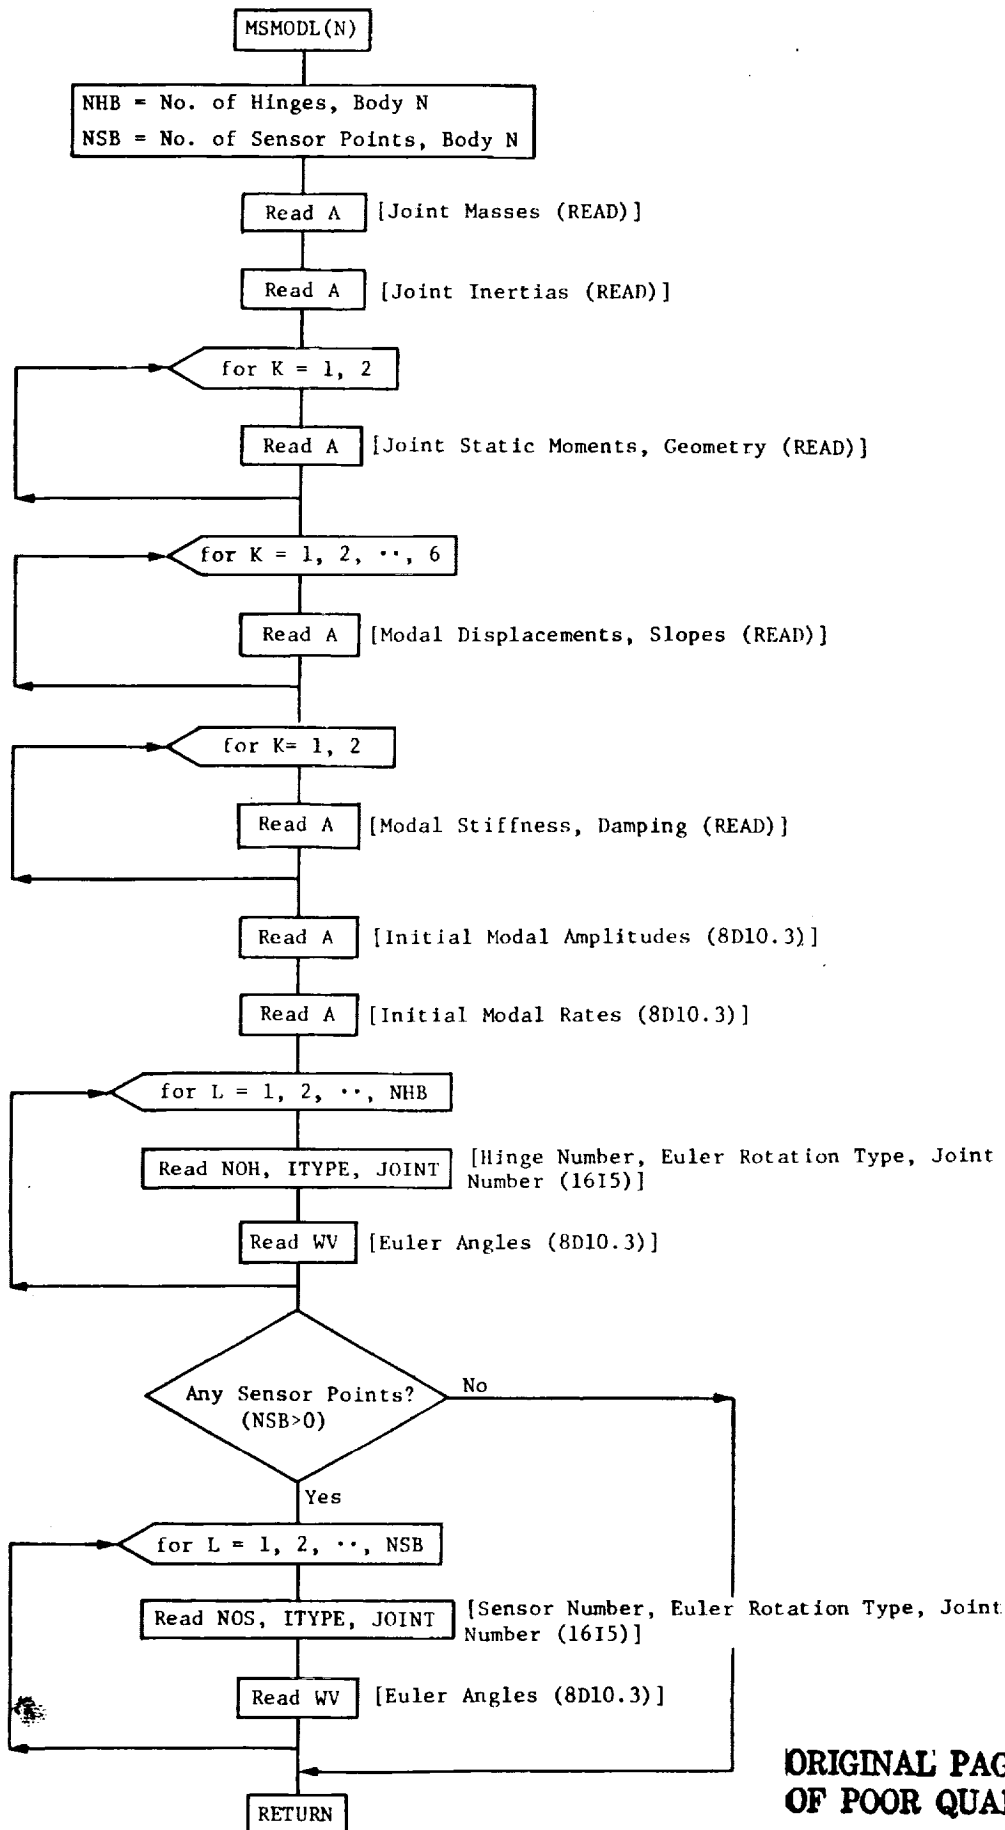 MSMODL(N)
NHB = No. of Hinges, Body N
NSB = No. of Sensor Points, Body N
Read A [Joint Masses (READ)]
Read A [Joint Inertias (READ)]
for K = 1, 2
Read A [Joint Static Moments, Geometry (READ)]
for K = 1, 2, ··, 6
Read A [Modal Displacements, Slopes (READ)]
for K= 1, 2
Read A [Modal Stiffness, Damping (READ)]
Read A [Initial Modal Amplitudes (8D10.3)]
Read A [Initial Modal Rates (8D10.3)]
for L = 1, 2, ··, NHB
Read NOH, ITYPE, JOINT [Hinge Number, Euler Rotation Type, Joint
Number (16I5)]
Read WV [Euler Angles (8D10.3)]
Any Sensor Points? No
(NSB>0)
Yes
for L = 1, 2, ··, NSB
Read NOS, ITYPE, JOINT [Sensor Number, Euler Rotation Type, Joint
Number (16I5)]
Read WV [Euler Angles (8D10.3)]
RETURN
ORIGINAL PAG
OF POOR QUAI